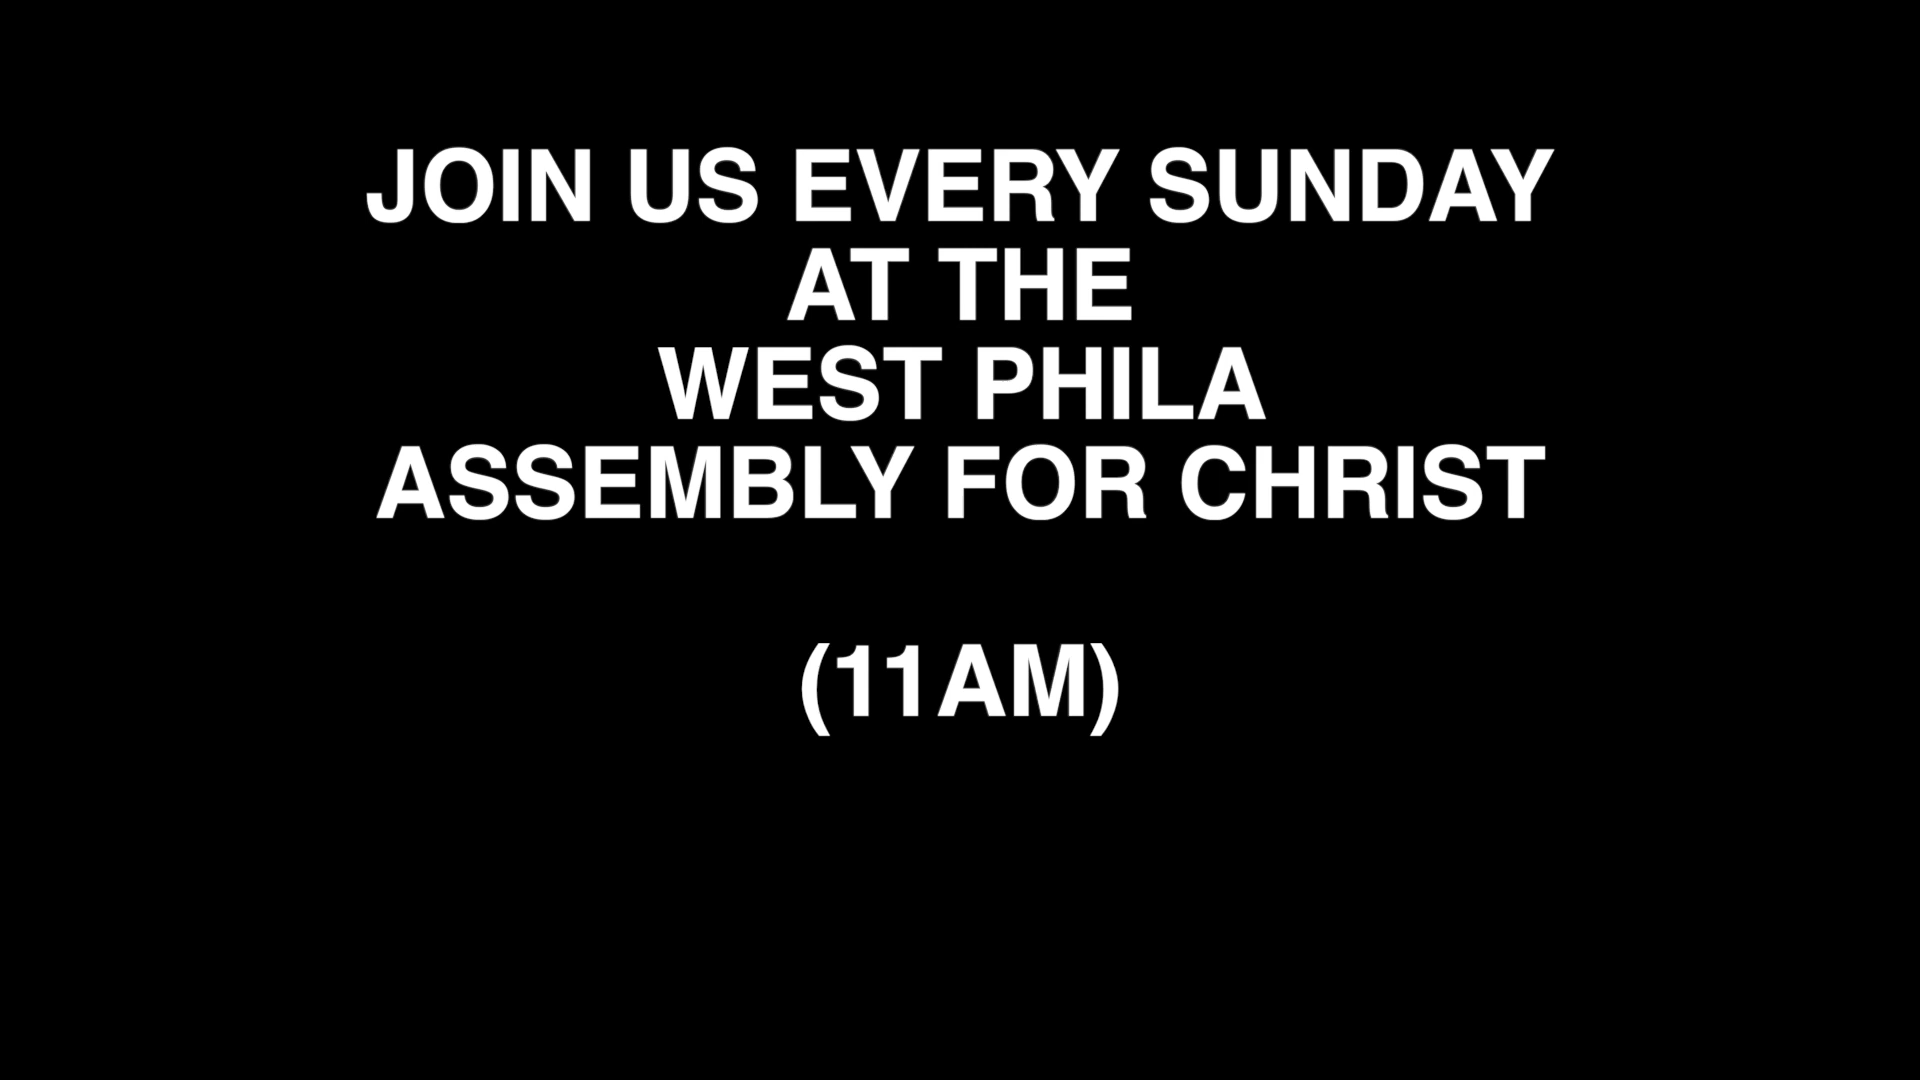 JOIN US EVERY SUNDAY
AT THE
WEST PHILA
ASSEMBLY FOR CHRIST
(11AM)